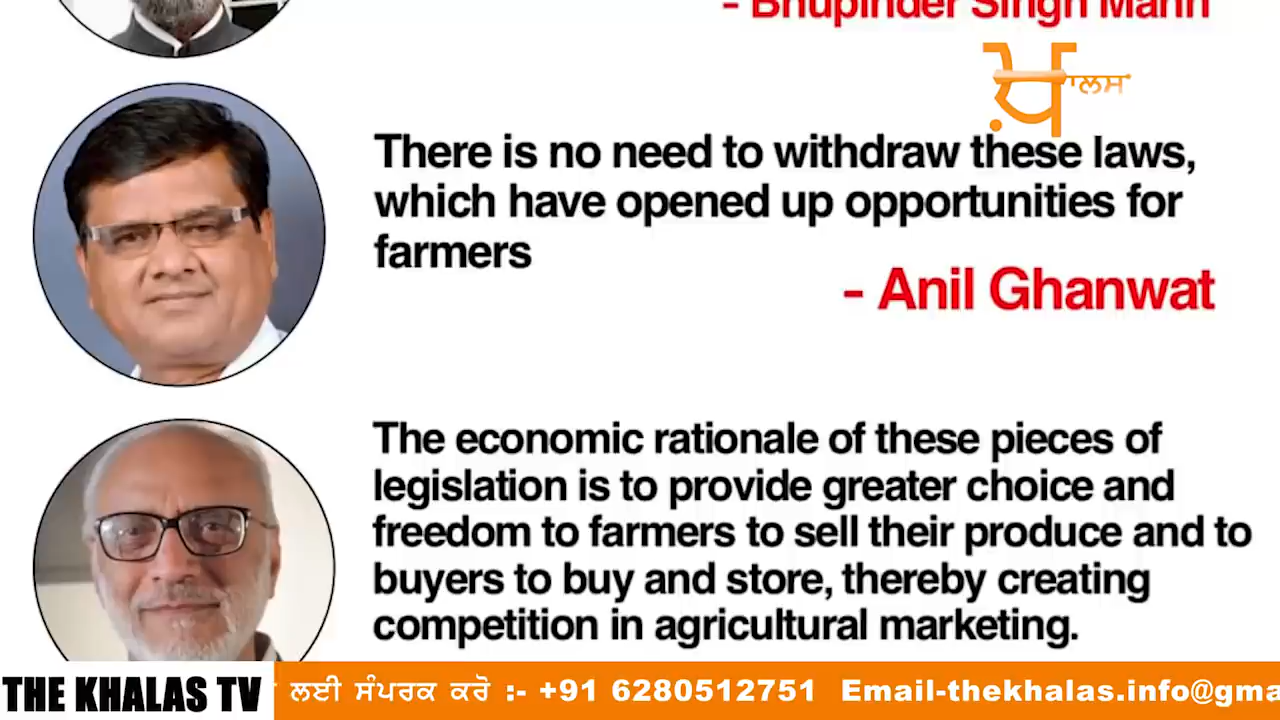 - Bhupinder Singh Mann
ਖ਼ਾਲਸ
There is no need to withdraw these laws,
which have opened up opportunities for
farmers
- Anil Ghanwat
The economic rationale of these pieces of
legislation is to provide greater choice and
freedom to farmers to sell their produce and to
buyers to buy and store, thereby creating
competition in agricultural marketing.
THE KHALAS TV ਲਈ ਸੰਪਰਕ ਕਰੋ :- +91 6280512751 Email-thekhalas.info@gma